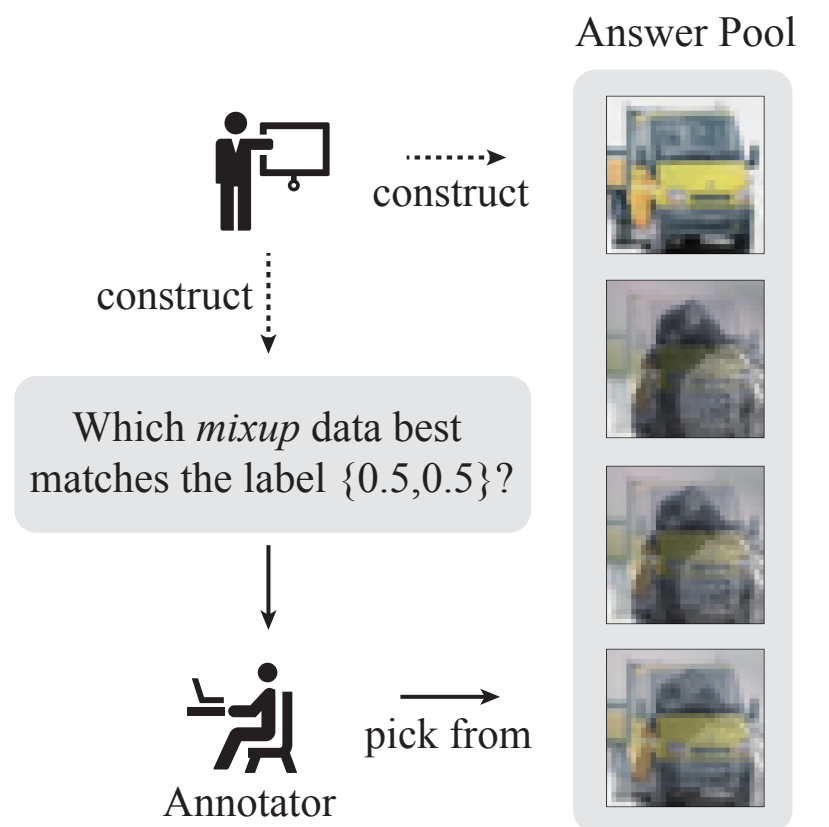 Answer Pool
construct
construct
Which mixup data best
matches the label {0.5,0.5}?
pick from
Annotator